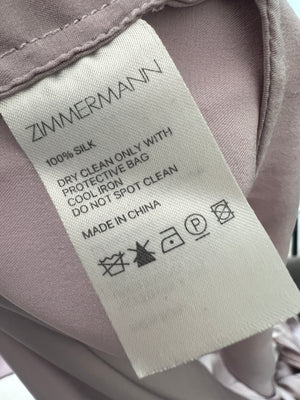 ZIMMERMANN
100% SILK
DRY CLEAN ONLY WITH
PROTECTIVE BAG
COOL IRON
DO NOT SPOT CLEAN
MADE IN CHINA